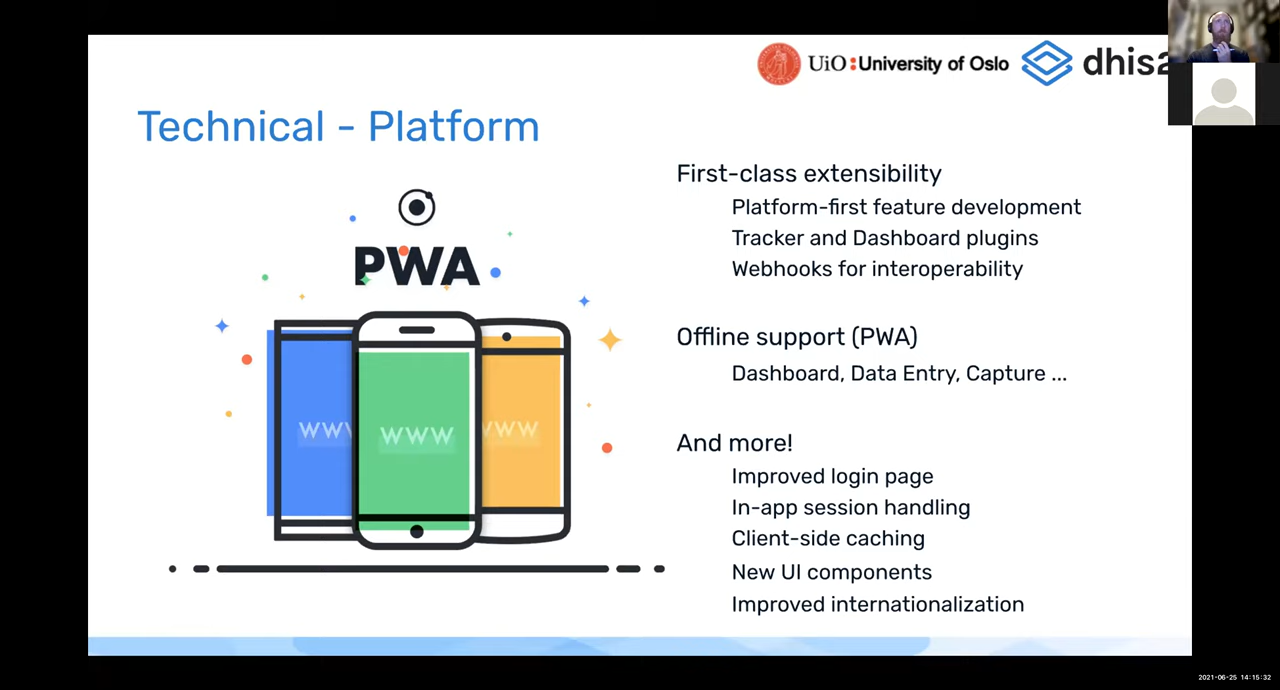 UiO:University of Oslo
dhis2
Technical - Platform
First-class extensibility
Platform-first feature development
Tracker and Dashboard plugins
Webhooks for interoperability
PWA
Offline support (PWA)
Dashboard, Data Entry, Capture ...
WWW
WWW
WWW
And more!
Improved login page
In-app session handling
Client-side caching
New UI components
Improved internationalization
2021-06-25 14:15:32